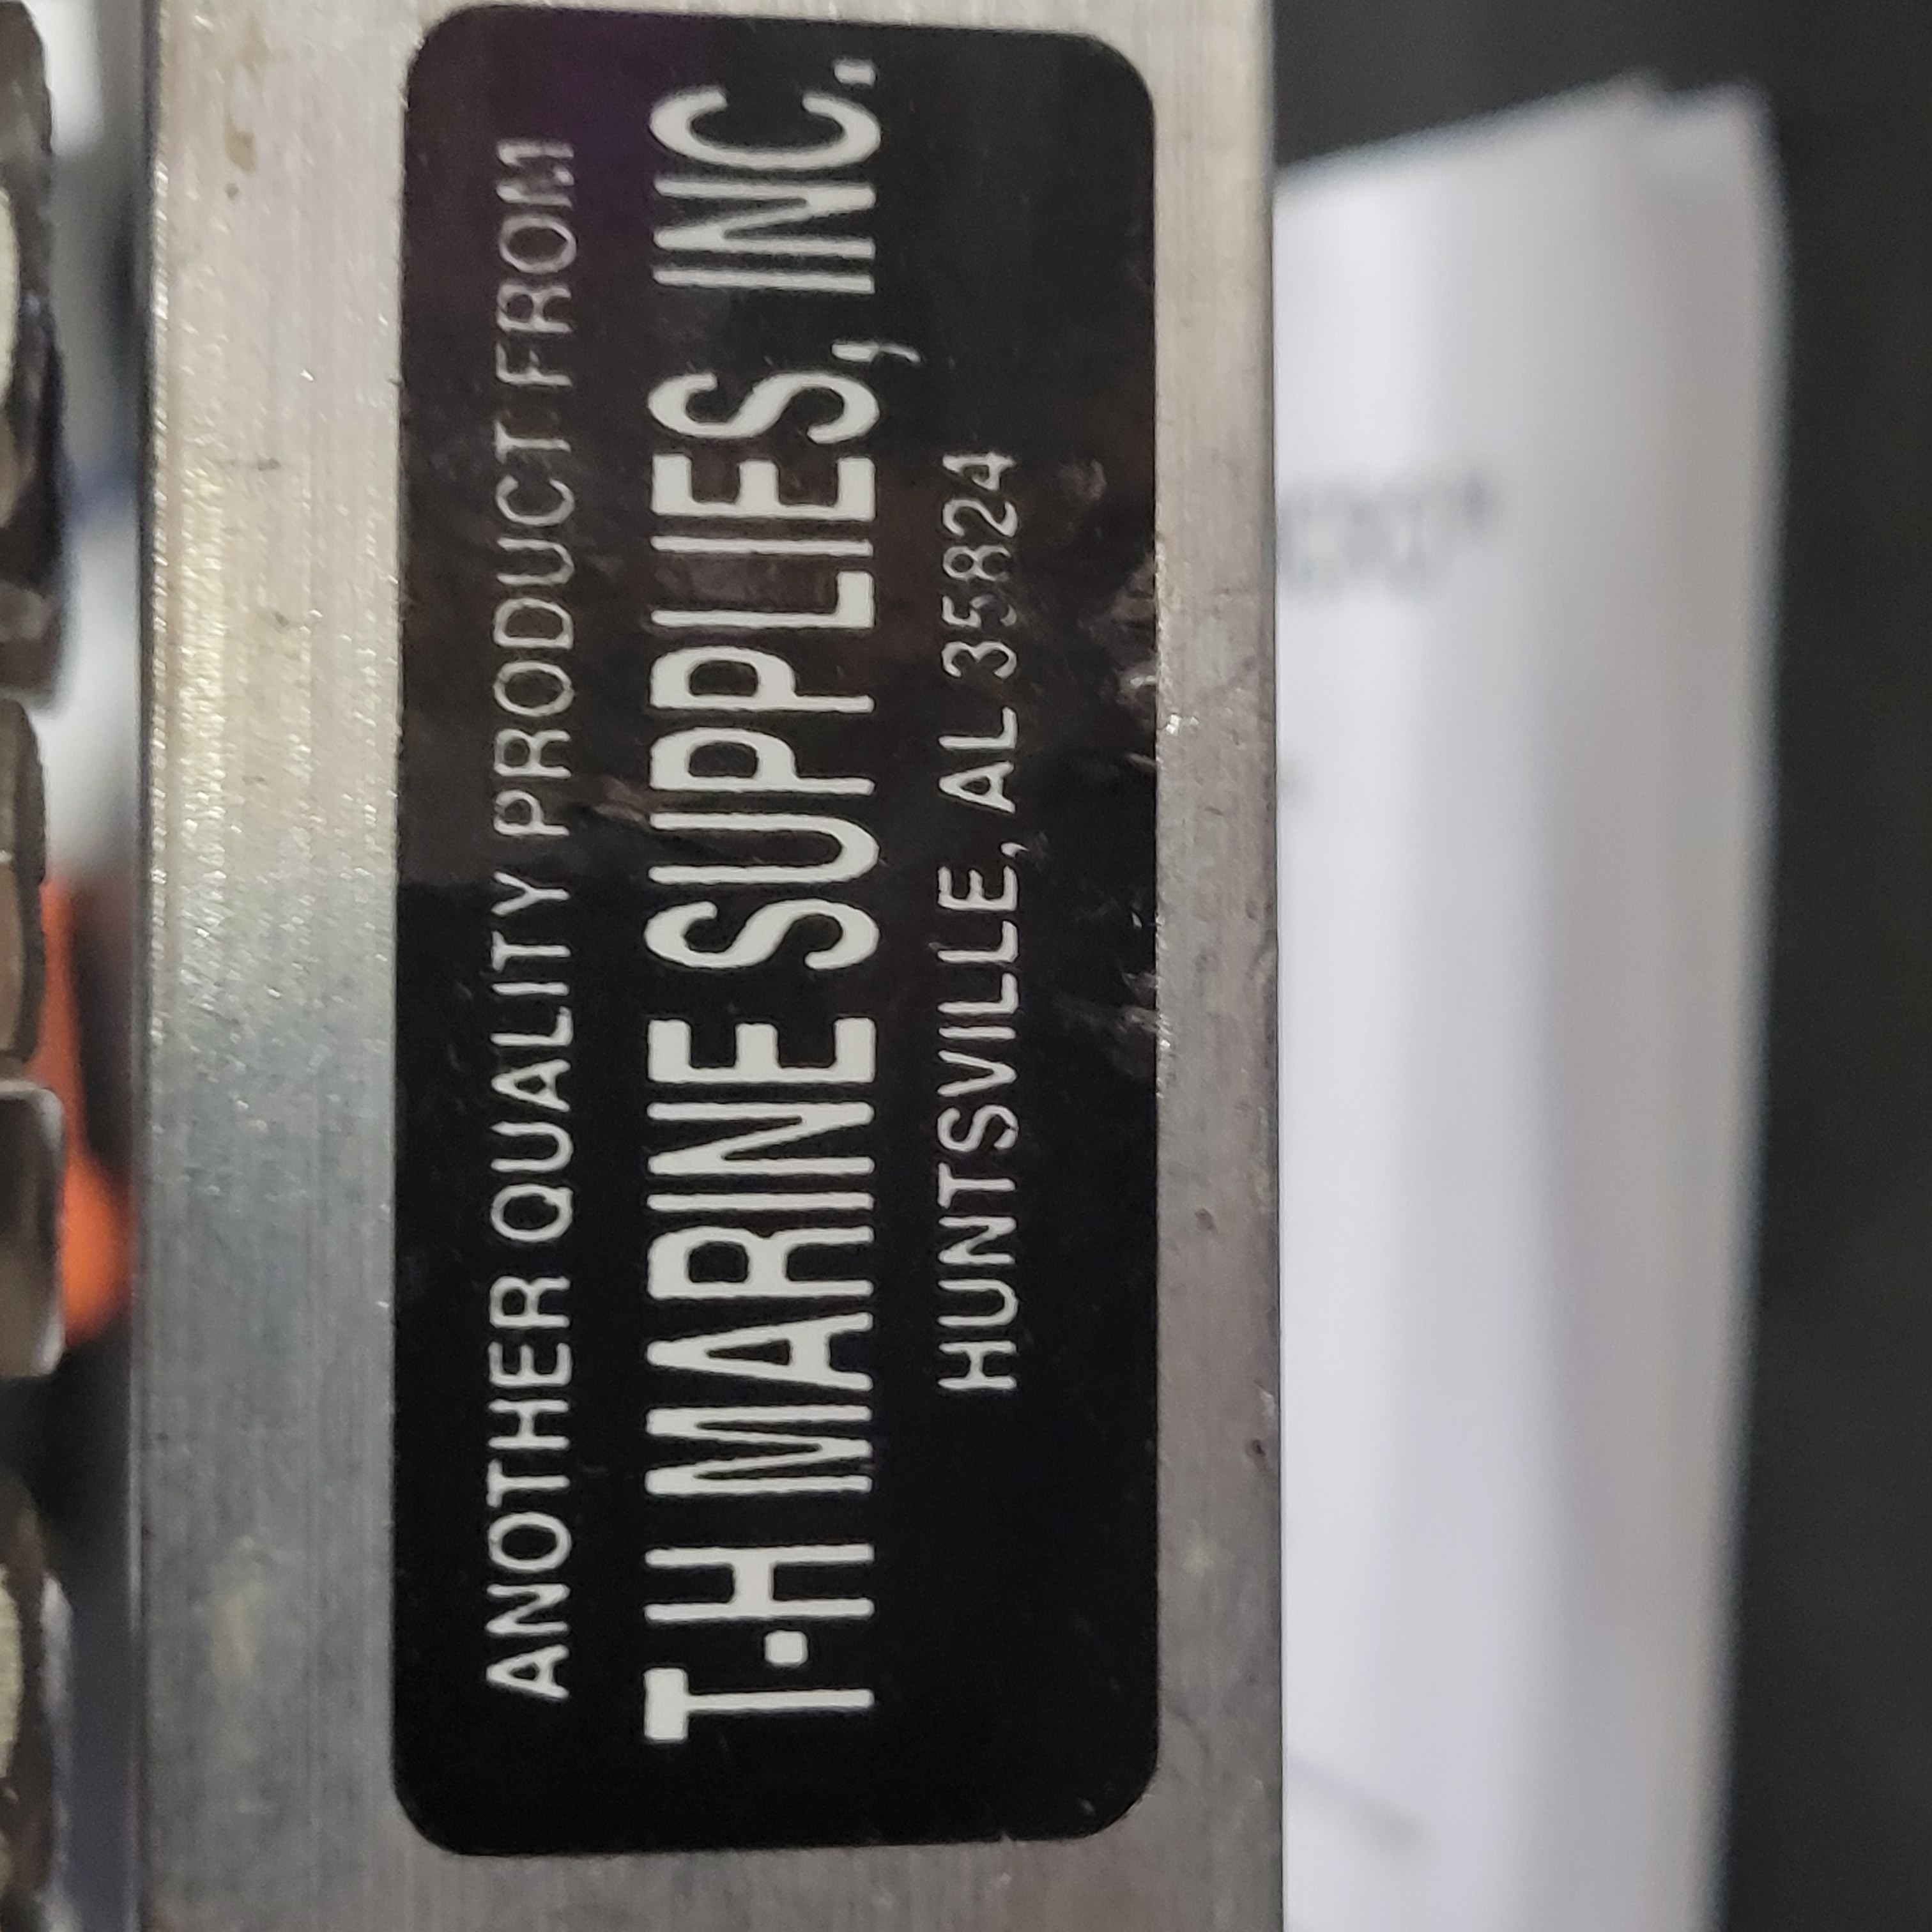 ANOTHER QUALITY PRODUCT FROM
T-H MARINE SUPPLIES, INC.
HUNTSVILLE, AL 35824